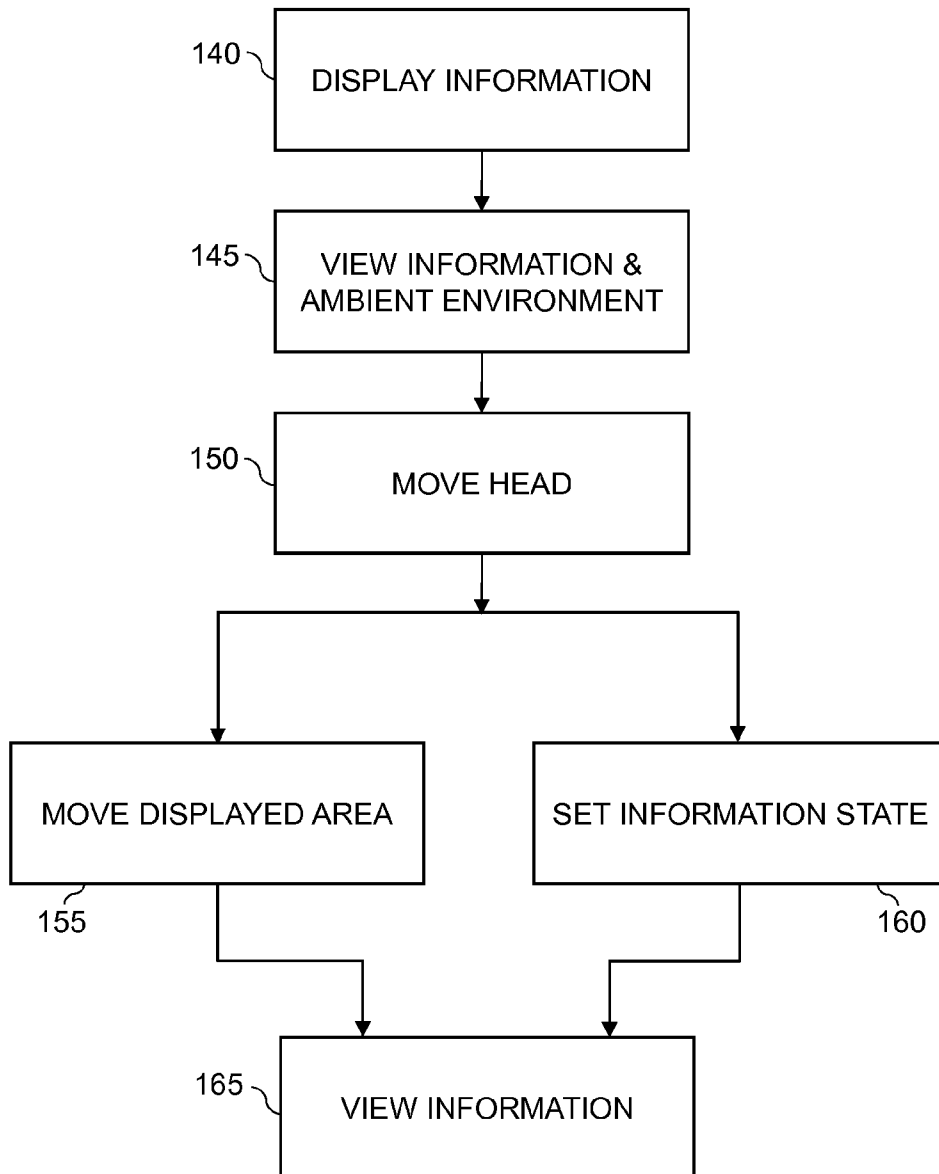 140
DISPLAY INFORMATION
145
VIEW INFORMATION &
AMBIENT ENVIRONMENT
150
MOVE HEAD
MOVE DISPLAYED AREA
SET INFORMATION STATE
155
160
165
VIEW INFORMATION